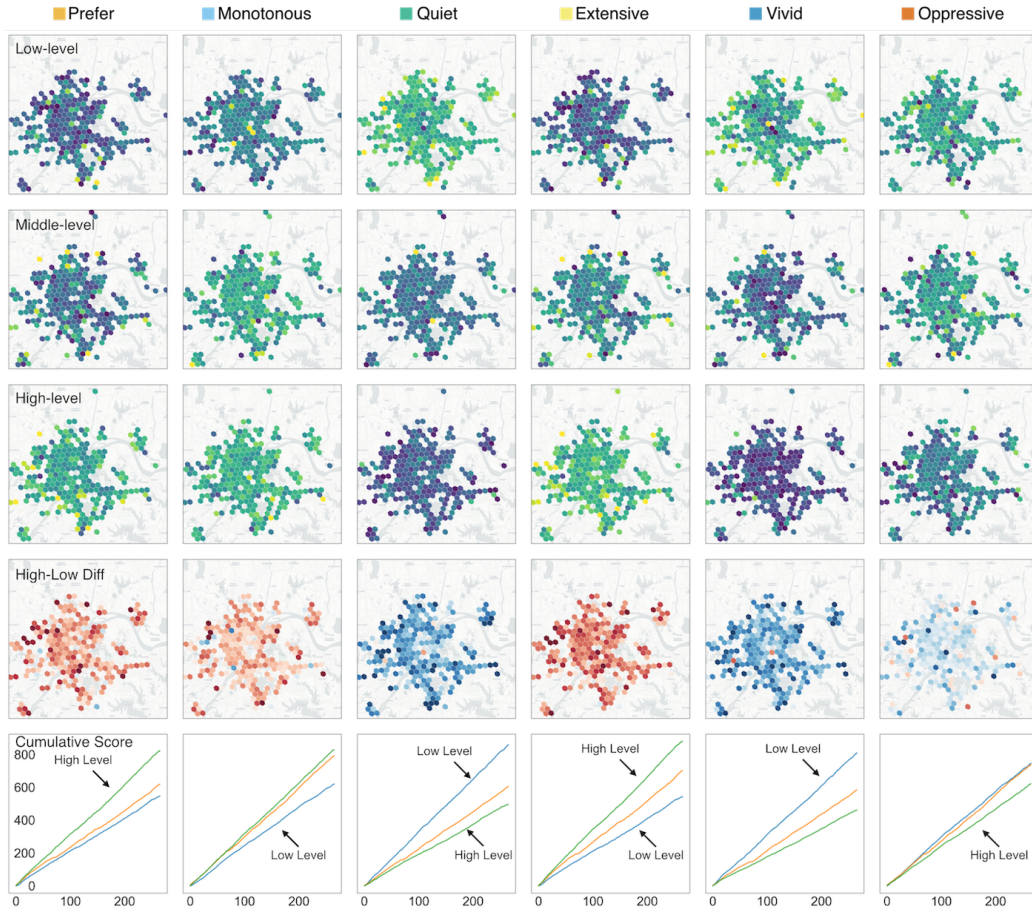 Prefer Monotonous Quiet Extensive Vivid Oppressive
Low-level
Middle-level
High-level
High-Low Diff
Cumulative Score
800
600
400
200
0
High Level
Low Level
Low Level
High Level
High Level
Low Level
Low Level
High Level
High Level
0 100 200 0 100 200 0 100 200 0 100 200 0 100 200 0 100 200